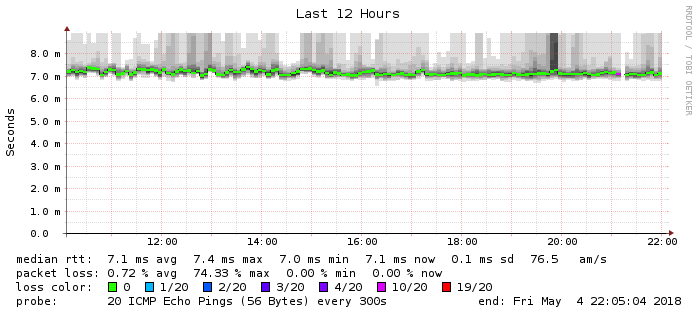 Last 12 Hours
RRDTOOL / TOBI OETIKER
Seconds
8.0 m
7.0 m
6.0 m
5.0 m
4.0 m
3.0 m
2.0 m
1.0 m
0.0
12:00 14:00 16:00 18:00 20:00 22:00
median rtt: 7.1 ms avg 7.4 ms max 7.0 ms min 7.1 ms now 0.1 ms sd 76.5 am/s
packet loss: 0.72 % avg 74.33 % max 0.00 % min 0.00 % now
loss color: 0 1/20 2/20 3/20 4/20 10/20 19/20
probe: 20 ICMP Echo Pings (56 Bytes) every 300s end: Fri May 4 22:05:04 2018